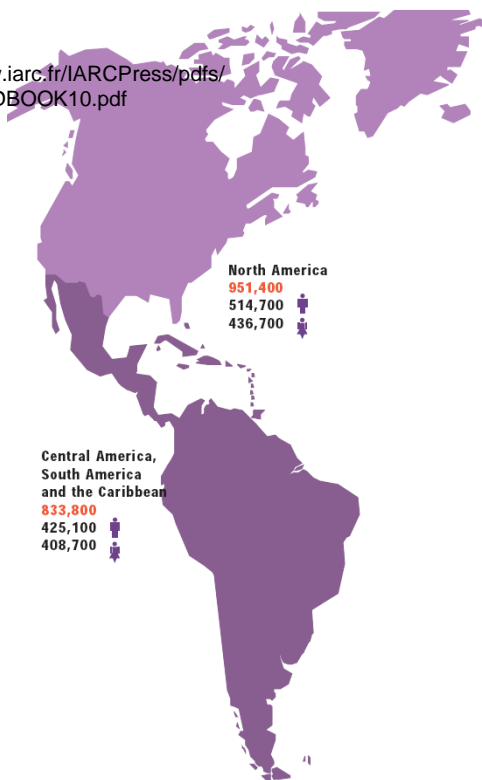 .iarc.fr/IARCPress/pdfs/
OBOOK10.pdf
North America
951,400
514,700
436,700
Central America,
South America
and the Caribbean
833,800
425,100
408,700